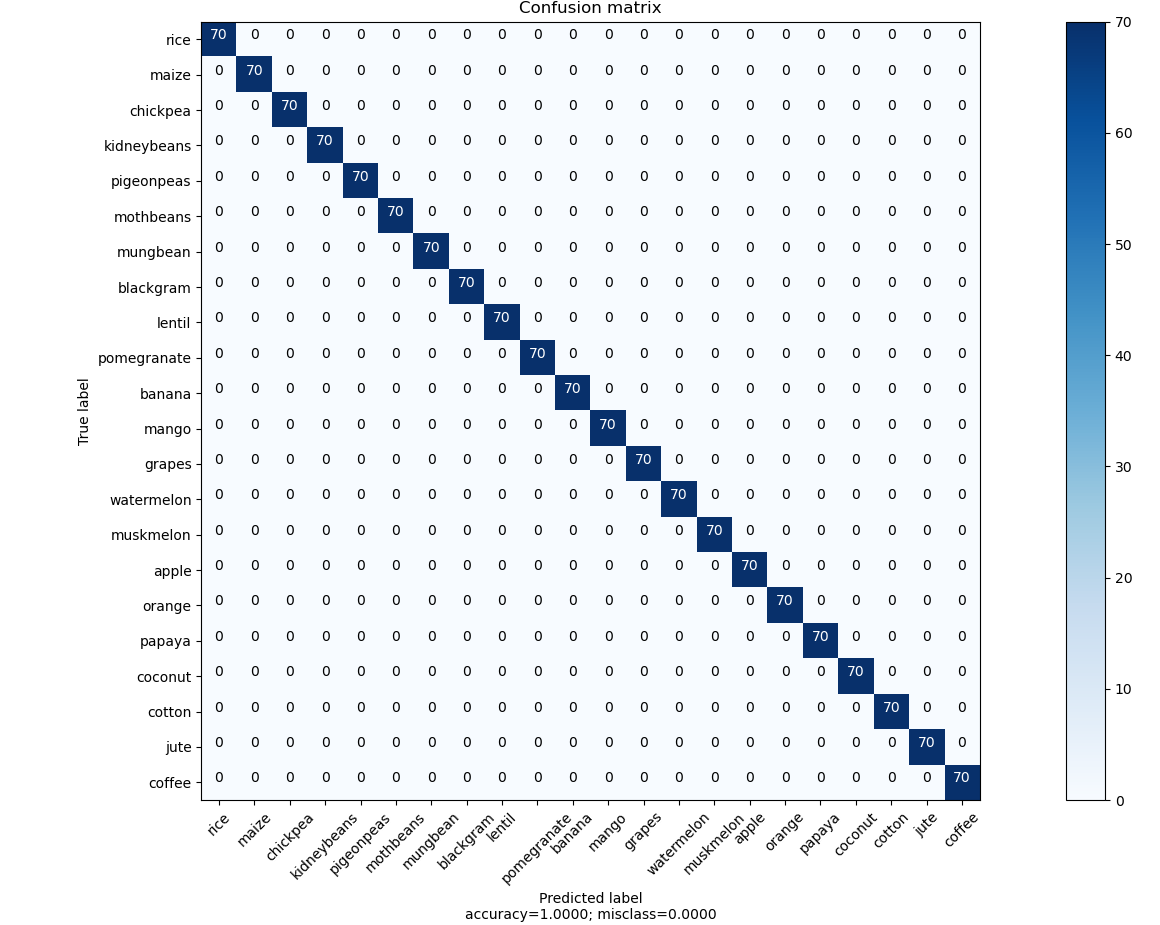 Confusion matrix
rice 70 0 0 0 0 0 0 0 0 0 0 0 0 0 0 0 0 0 0 0 0 0
maize 0 70 0 0 0 0 0 0 0 0 0 0 0 0 0 0 0 0 0 0 0 0
chickpea 0 0 70 0 0 0 0 0 0 0 0 0 0 0 0 0 0 0 0 0 0 0
kidneybeans 0 0 0 70 0 0 0 0 0 0 0 0 0 0 0 0 0 0 0 0 0 0
pigeonpeas 0 0 0 0 70 0 0 0 0 0 0 0 0 0 0 0 0 0 0 0 0 0
mothbeans 0 0 0 0 0 70 0 0 0 0 0 0 0 0 0 0 0 0 0 0 0 0
mungbean 0 0 0 0 0 0 70 0 0 0 0 0 0 0 0 0 0 0 0 0 0 0
blackgram 0 0 0 0 0 0 0 70 0 0 0 0 0 0 0 0 0 0 0 0 0 0
lentil 0 0 0 0 0 0 0 0 70 0 0 0 0 0 0 0 0 0 0 0 0 0
pomegranate 0 0 0 0 0 0 0 0 0 70 0 0 0 0 0 0 0 0 0 0 0 0
banana 0 0 0 0 0 0 0 0 0 0 70 0 0 0 0 0 0 0 0 0 0 0
mango 0 0 0 0 0 0 0 0 0 0 0 70 0 0 0 0 0 0 0 0 0 0
grapes 0 0 0 0 0 0 0 0 0 0 0 0 70 0 0 0 0 0 0 0 0 0
watermelon 0 0 0 0 0 0 0 0 0 0 0 0 0 70 0 0 0 0 0 0 0 0
muskmelon 0 0 0 0 0 0 0 0 0 0 0 0 0 0 70 0 0 0 0 0 0 0
apple 0 0 0 0 0 0 0 0 0 0 0 0 0 0 0 70 0 0 0 0 0 0
orange 0 0 0 0 0 0 0 0 0 0 0 0 0 0 0 0 70 0 0 0 0 0
papaya 0 0 0 0 0 0 0 0 0 0 0 0 0 0 0 0 0 70 0 0 0 0
coconut 0 0 0 0 0 0 0 0 0 0 0 0 0 0 0 0 0 0 70 0 0 0
cotton 0 0 0 0 0 0 0 0 0 0 0 0 0 0 0 0 0 0 0 70 0 0
jute 0 0 0 0 0 0 0 0 0 0 0 0 0 0 0 0 0 0 0 0 70 0
coffee 0 0 0 0 0 0 0 0 0 0 0 0 0 0 0 0 0 0 0 0 0 70
True label
rice maize chickpea kidneybeans pigeonpeas mothbeans mungbean blackgram lentil pomegranate banana mango grapes watermelon muskmelon apple orange papaya coconut cotton jute coffee
Predicted label
accuracy=1.0000; misclass=0.0000
70
60
50
40
30
20
10
0